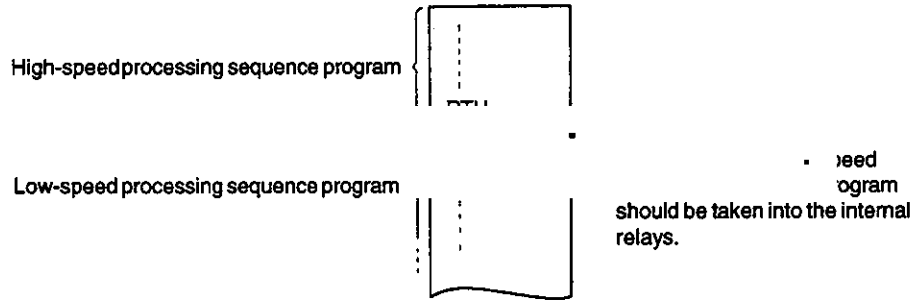 High-speed processing sequence program
Low-speed processing sequence program
should be taken into the internal
relays.